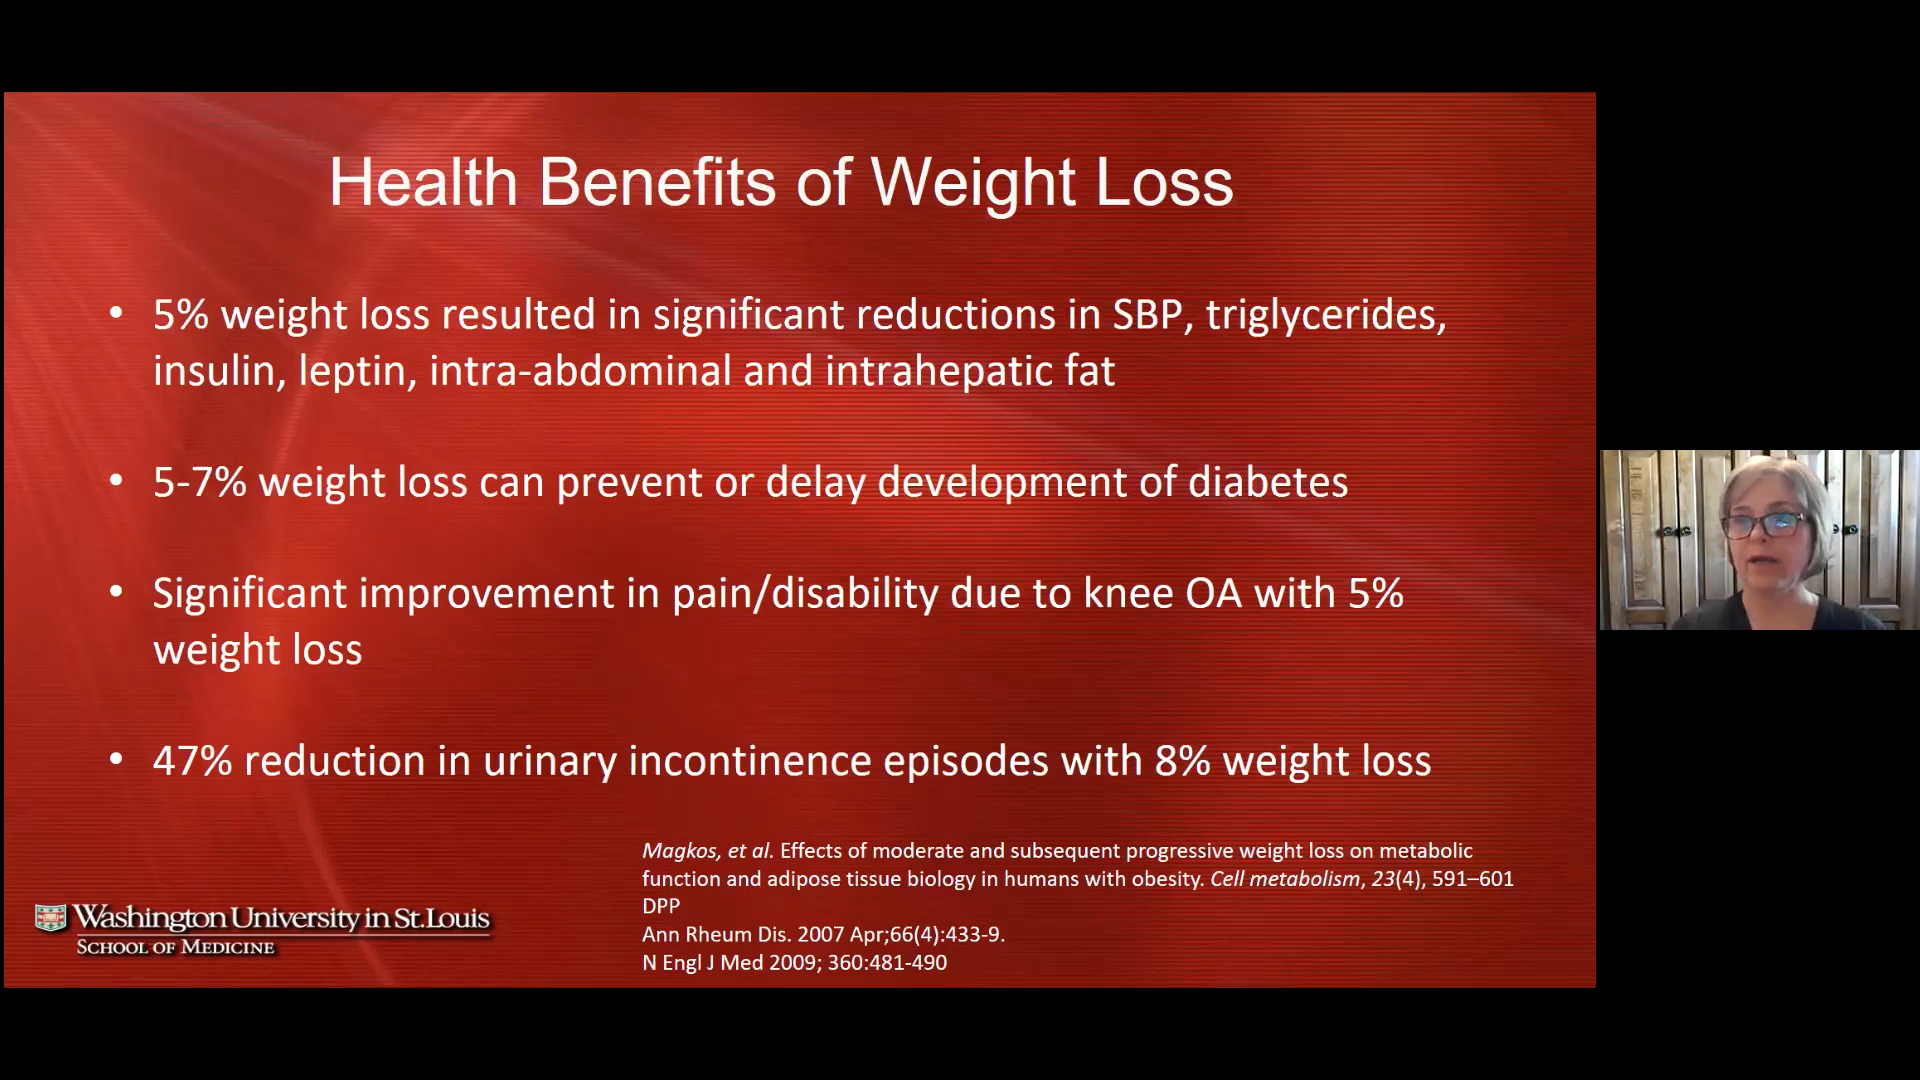 Health Benefits of Weight Loss
• 5% weight loss resulted in significant reductions in SBP, triglycerides,
insulin, leptin, intra-abdominal and intrahepatic fat
• 5-7% weight loss can prevent or delay development of diabetes
• Significant improvement in pain/disability due to knee OA with 5%
weight loss
• 47% reduction in urinary incontinence episodes with 8% weight loss
Magkos, et al. Effects of moderate and subsequent progressive weight loss on metabolic
function and adipose tissue biology in humans with obesity. Cell metabolism, 23(4), 591–601
DPP
Ann Rheum Dis. 2007 Apr;66(4):433-9.
N Engl J Med 2009; 360:481-490
Washington University in St. Louis
SCHOOL OF MEDICINE